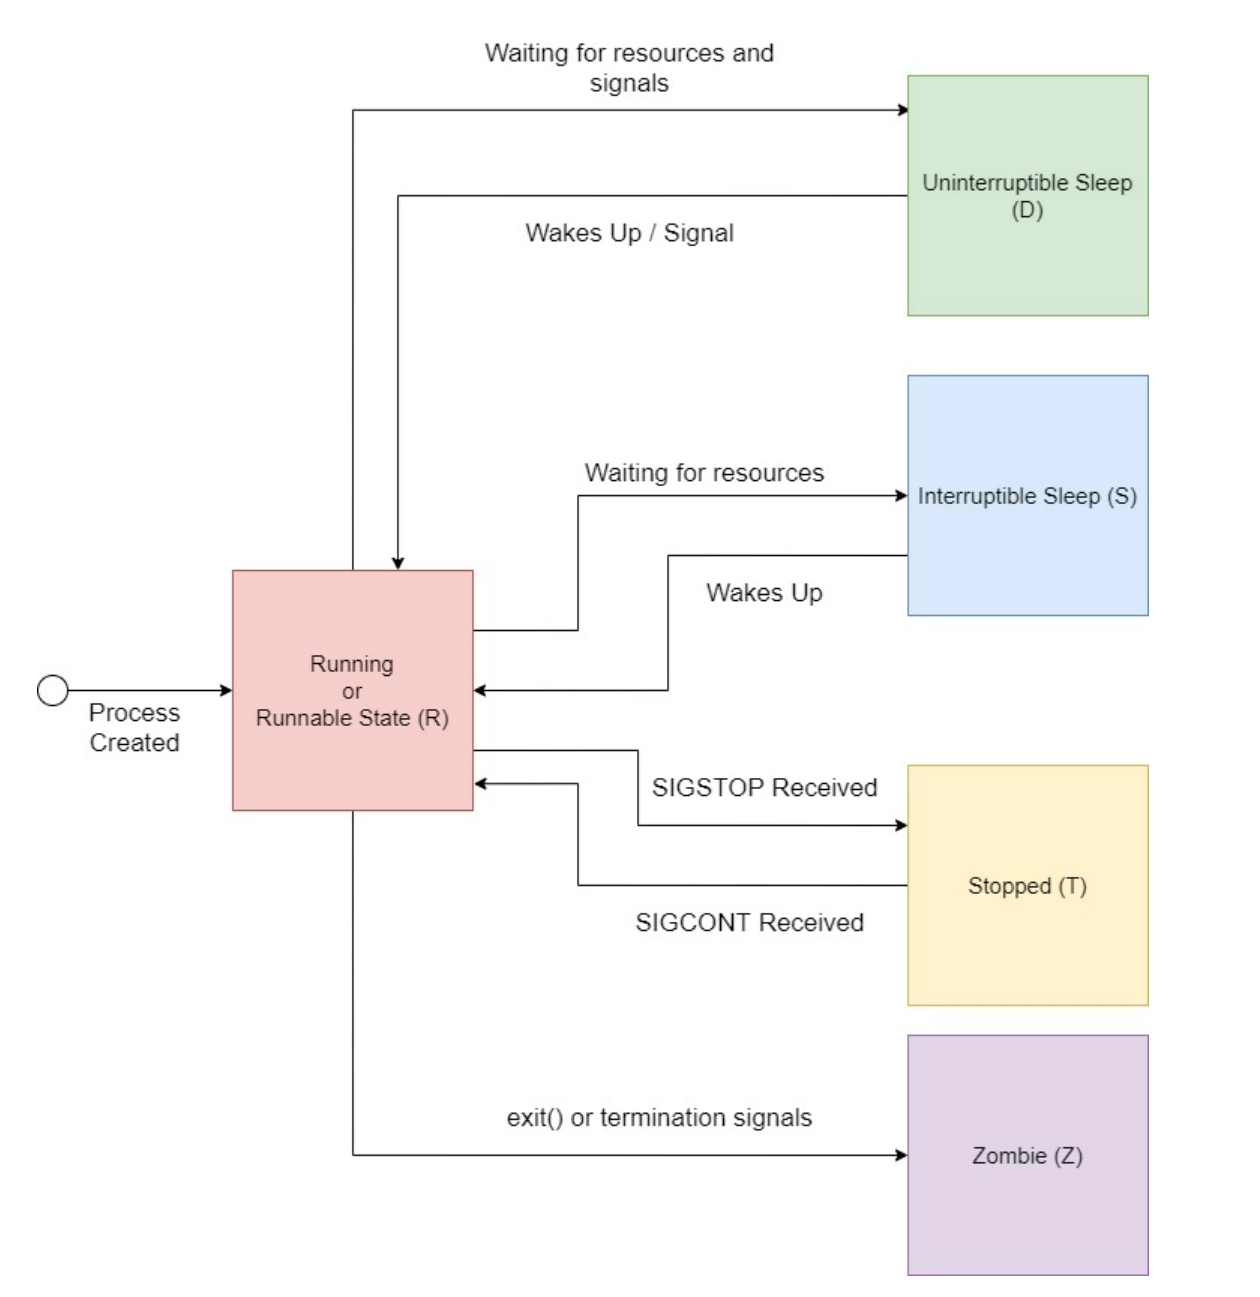 Waiting for resources and
signals
Uninterruptible Sleep
(D)
Wakes Up / Signal
Waiting for resources
Interruptible Sleep (S)
Wakes Up
Running
or
Runnable State (R)
Process
Created
SIGSTOP Received
Stopped (T)
SIGCONT Received
exit() or termination signals
Zombie (Z)